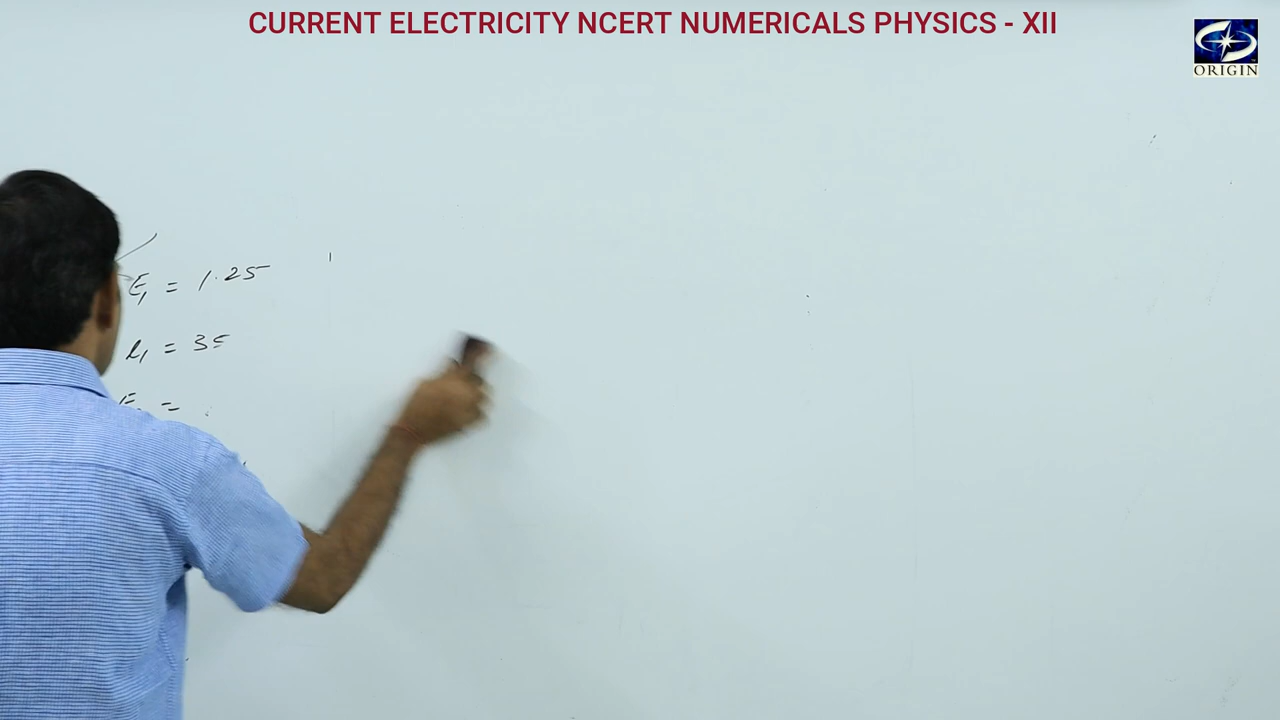 CURRENT ELECTRICITY NCERT NUMERICALS PHYSICS - XII
ORIGIN
E₁ = 1.25
l₁ = 35
=